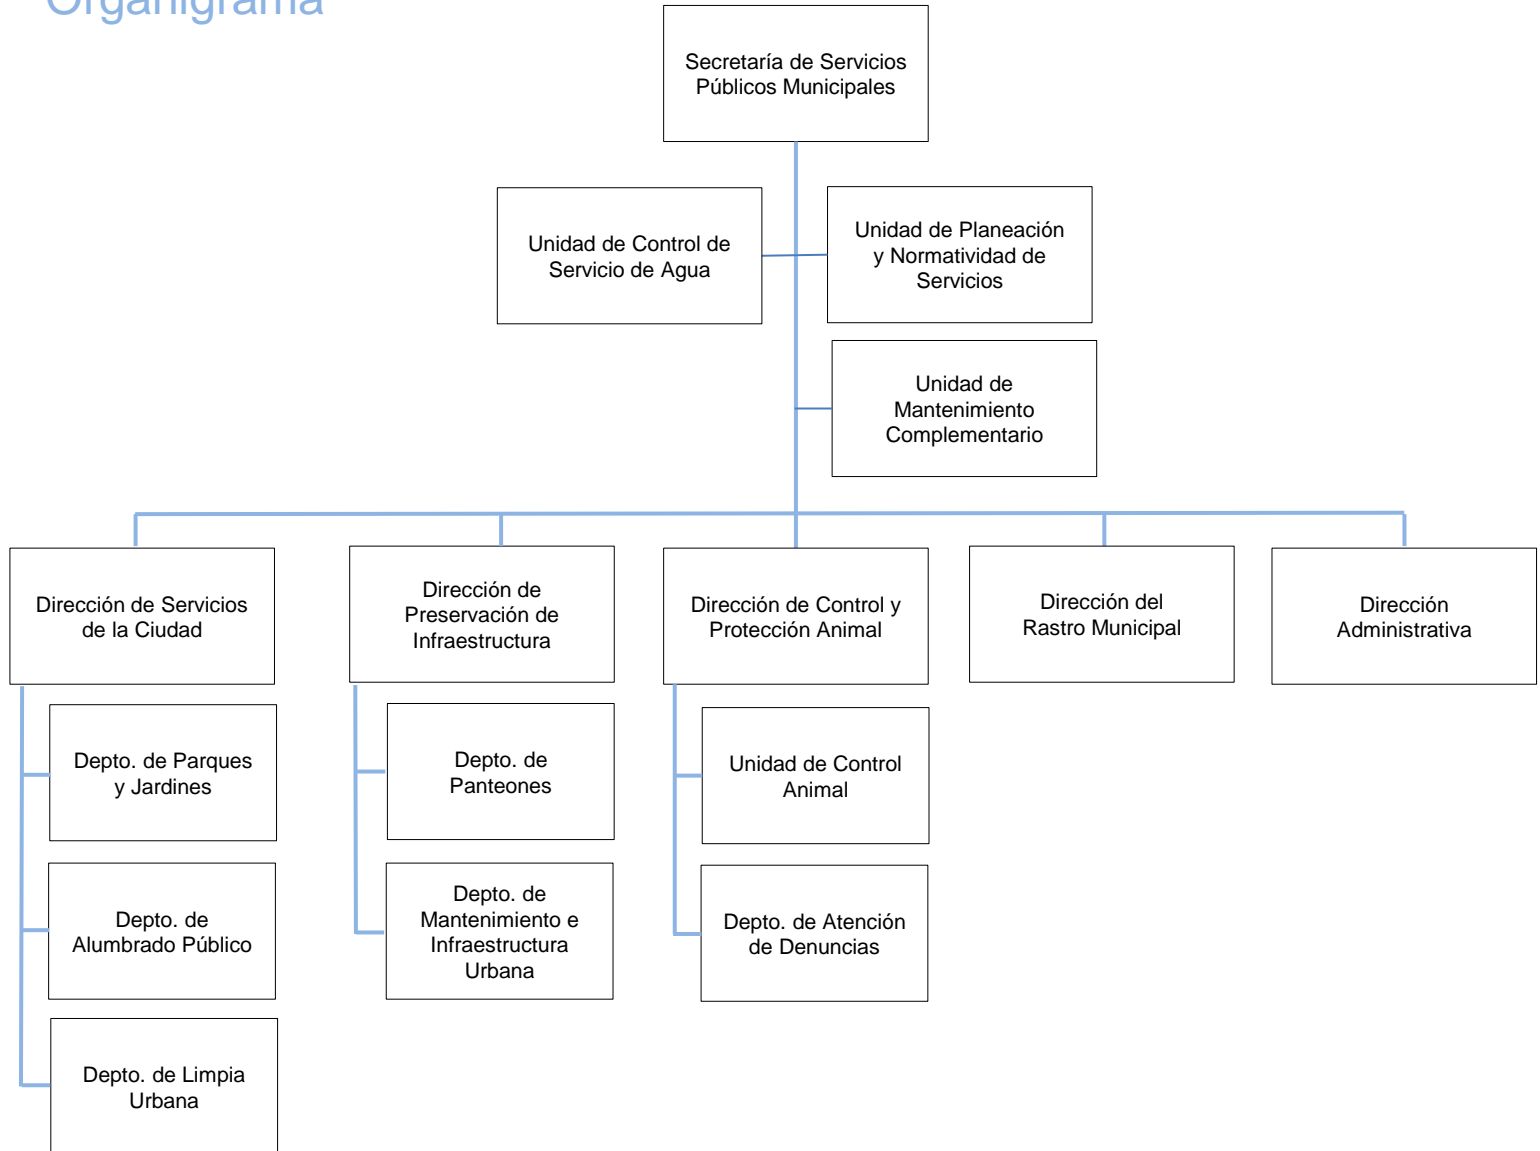 Organigrama
Secretaría de Servicios
Públicos Municipales
Unidad de Control de
Servicio de Agua
Unidad de Planeación
y Normatividad de
Servicios
Unidad de
Mantenimiento
Complementario
Dirección de Servicios
de la Ciudad
Dirección de
Preservación de
Infraestructura
Dirección de Control y
Protección Animal
Dirección del
Rastro Municipal
Dirección
Administrativa
Depto. de Parques
y Jardines
Depto. de
Panteones
Unidad de Control
Animal
Depto. de
Alumbrado Público
Depto. de
Mantenimiento e
Infraestructura
Urbana
Depto. de Atención
de Denuncias
Depto. de Limpia
Urbana